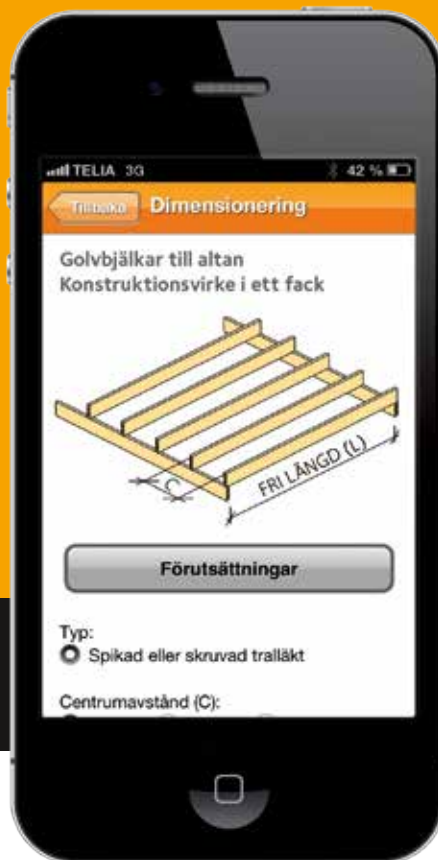 TELIA 3G 42 %
Tillbaka Dimensionering
Golvbjälkar till altan
Konstruktionsvirke i ett fack
C
FRI LÄNGD (L)
Förutsättningar
Typ:
Spikad eller skruvad tralläkt
Centrumavstånd (C):